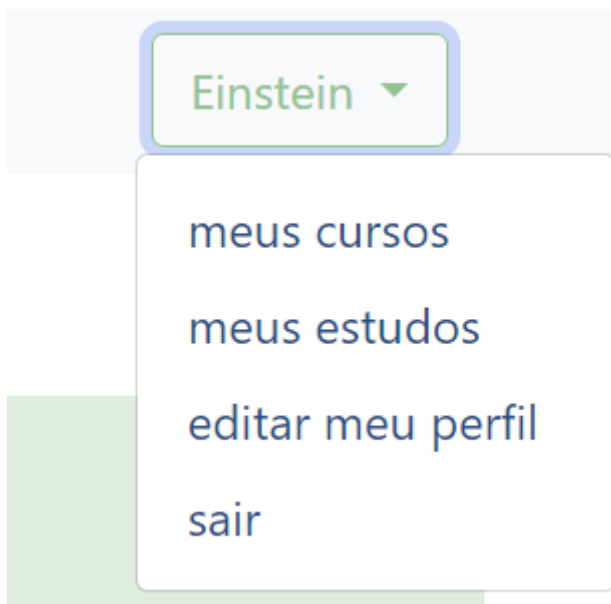 Einstein
meus cursos
meus estudos
editar meu perfil
sair